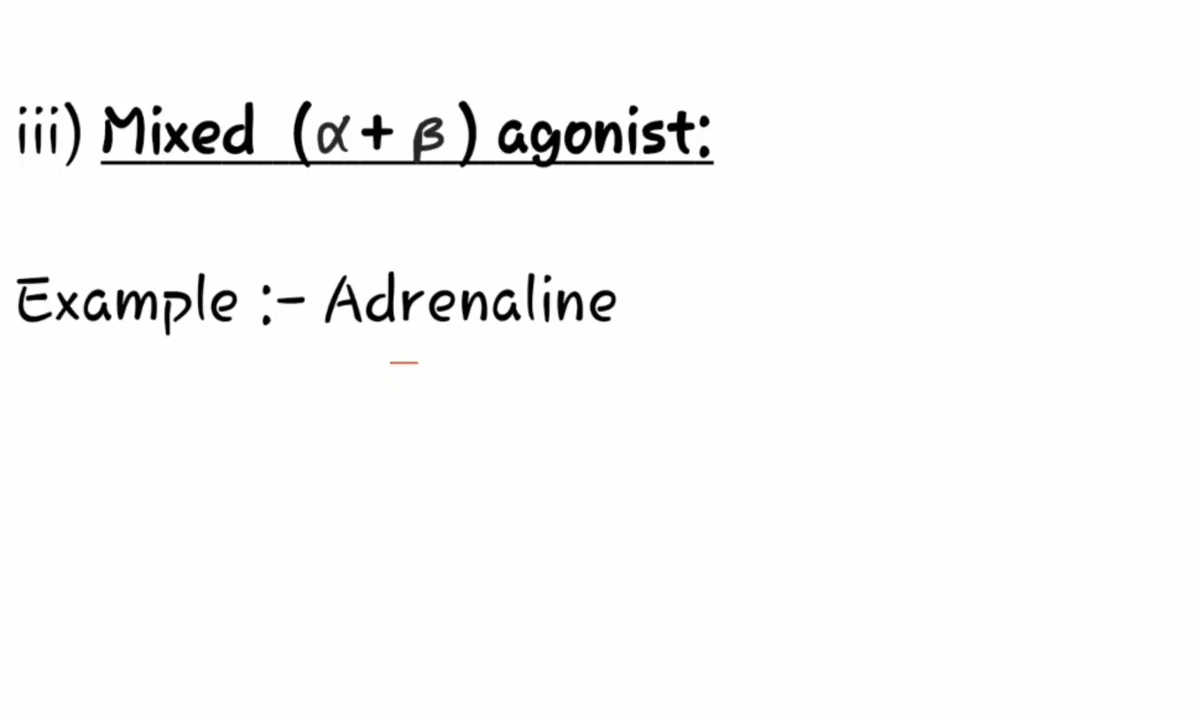 iii) Mixed (α+ β) agonist:
Example :- Adrenaline